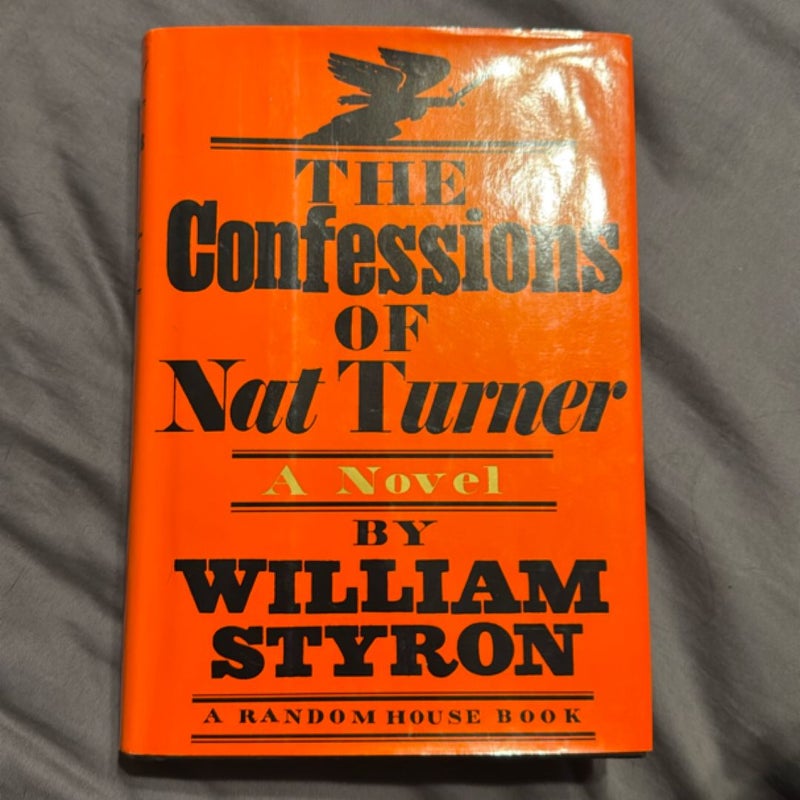 THE
Confessions
OF
Nat Turner
A Novel
BY
WILLIAM
STYRON
A RANDOM HOUSE BOOK